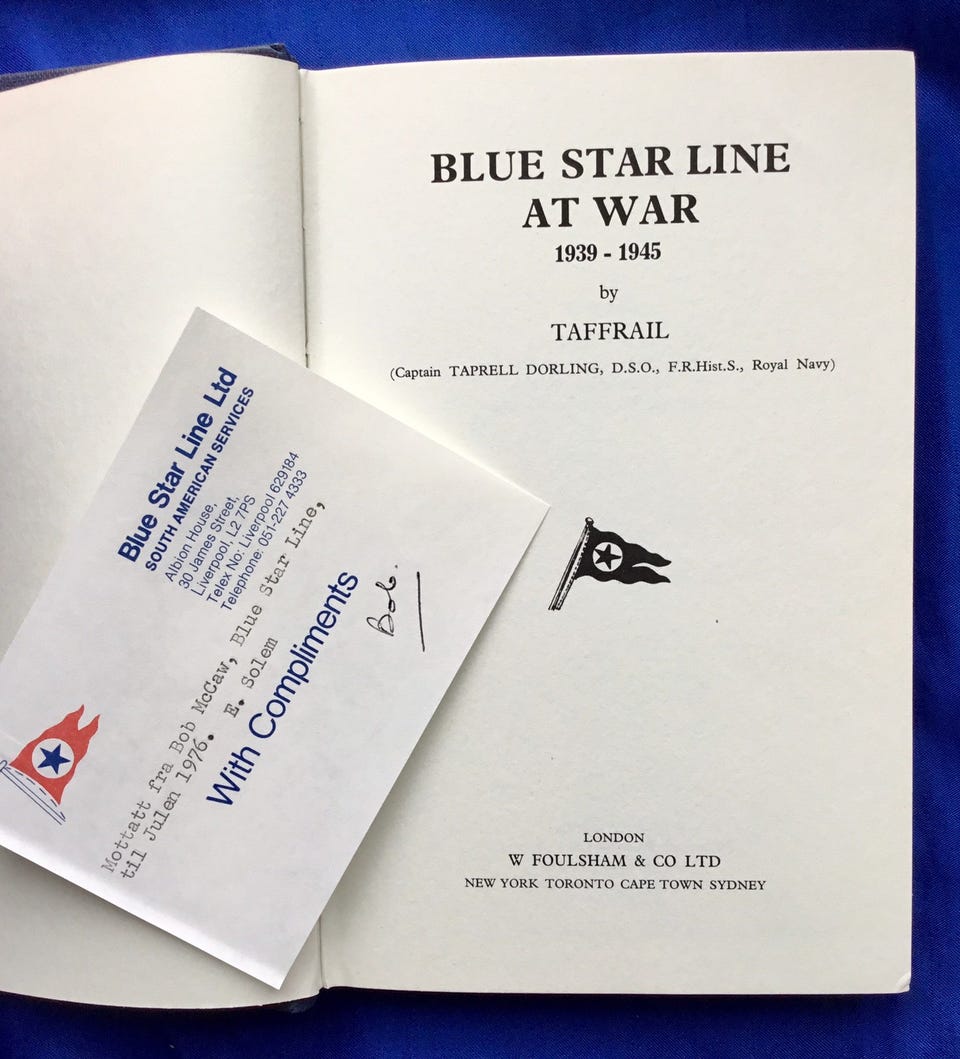 BLUE STAR LINE
AT WAR
1939 - 1945
by
TAFFRAIL
(Captain TAPRELL DORLING, D.S.O., F.R.Hist.S., Royal Navy)
LONDON
W FOULSHAM & CO LTD
NEW YORK TORONTO CAPE TOWN SYDNEY
Blue Star Line Ltd
SOUTH AMERICAN SERVICES
Albion House,
30 James Street,
Liverpool, L2 7PS
Telex No: Liverpool 629184
Telephone: 051-227 4333
Mottatt fra Bob McCaw, Blue Star Line,
til Julen 1976. E. Solem
With Compliments
Bob.